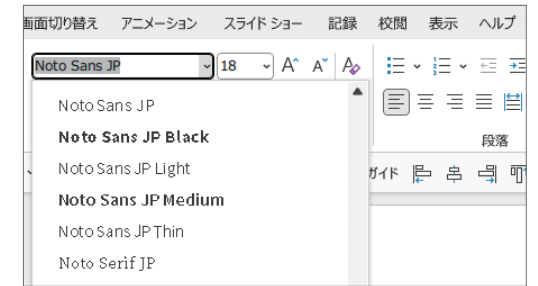 画面切り替え アニメーション スライド ショー 記録 校閲 表示 ヘルプ
Noto Sans JP 18
Noto Sans JP
Noto Sans JP Black
Noto Sans JP Light
Noto Sans JP Medium
Noto Sans JP Thin
Noto Serif JP
段落
ガイド